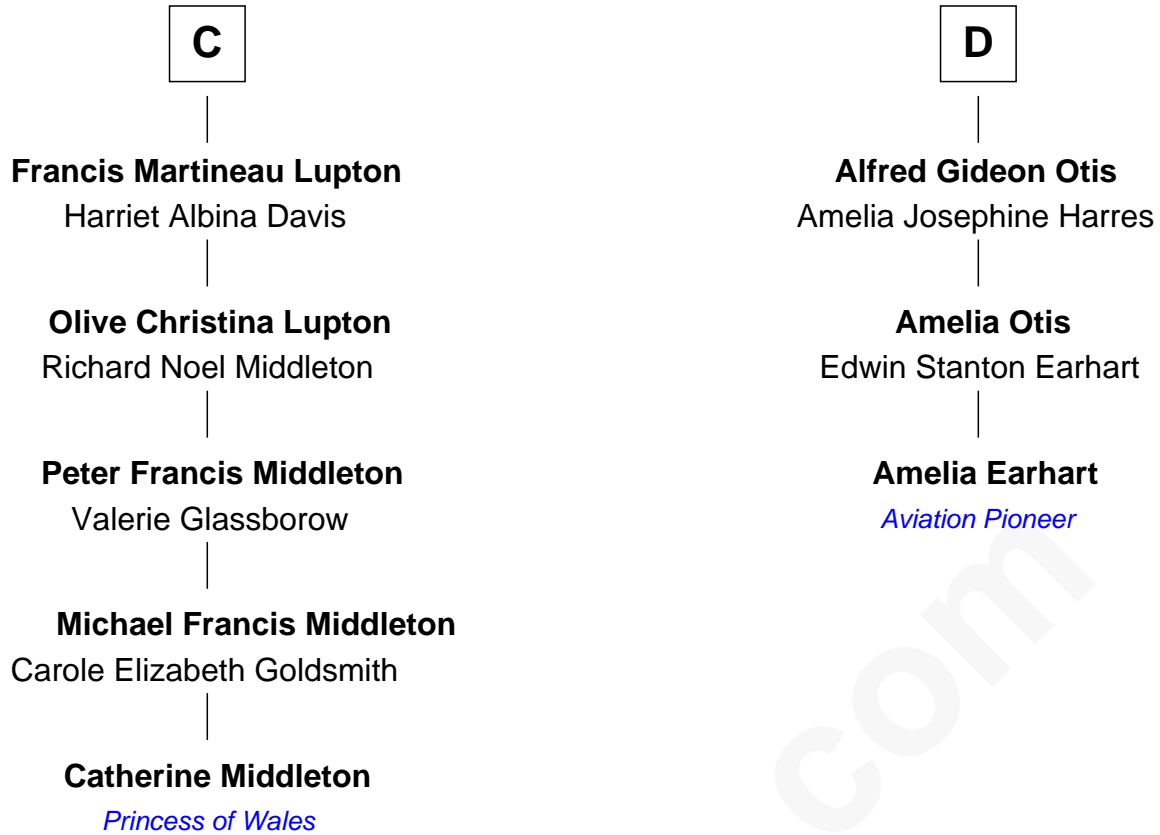 C
Francis Martineau Lupton
Harriet Albina Davis
Olive Christina Lupton
Richard Noel Middleton
Peter Francis Middleton
Valerie Glassborow
Michael Francis Middleton
Carole Elizabeth Goldsmith
Catherine Middleton
Princess of Wales
D
Alfred Gideon Otis
Amelia Josephine Harres
Amelia Otis
Edwin Stanton Earhart
Amelia Earhart
Aviation Pioneer
com